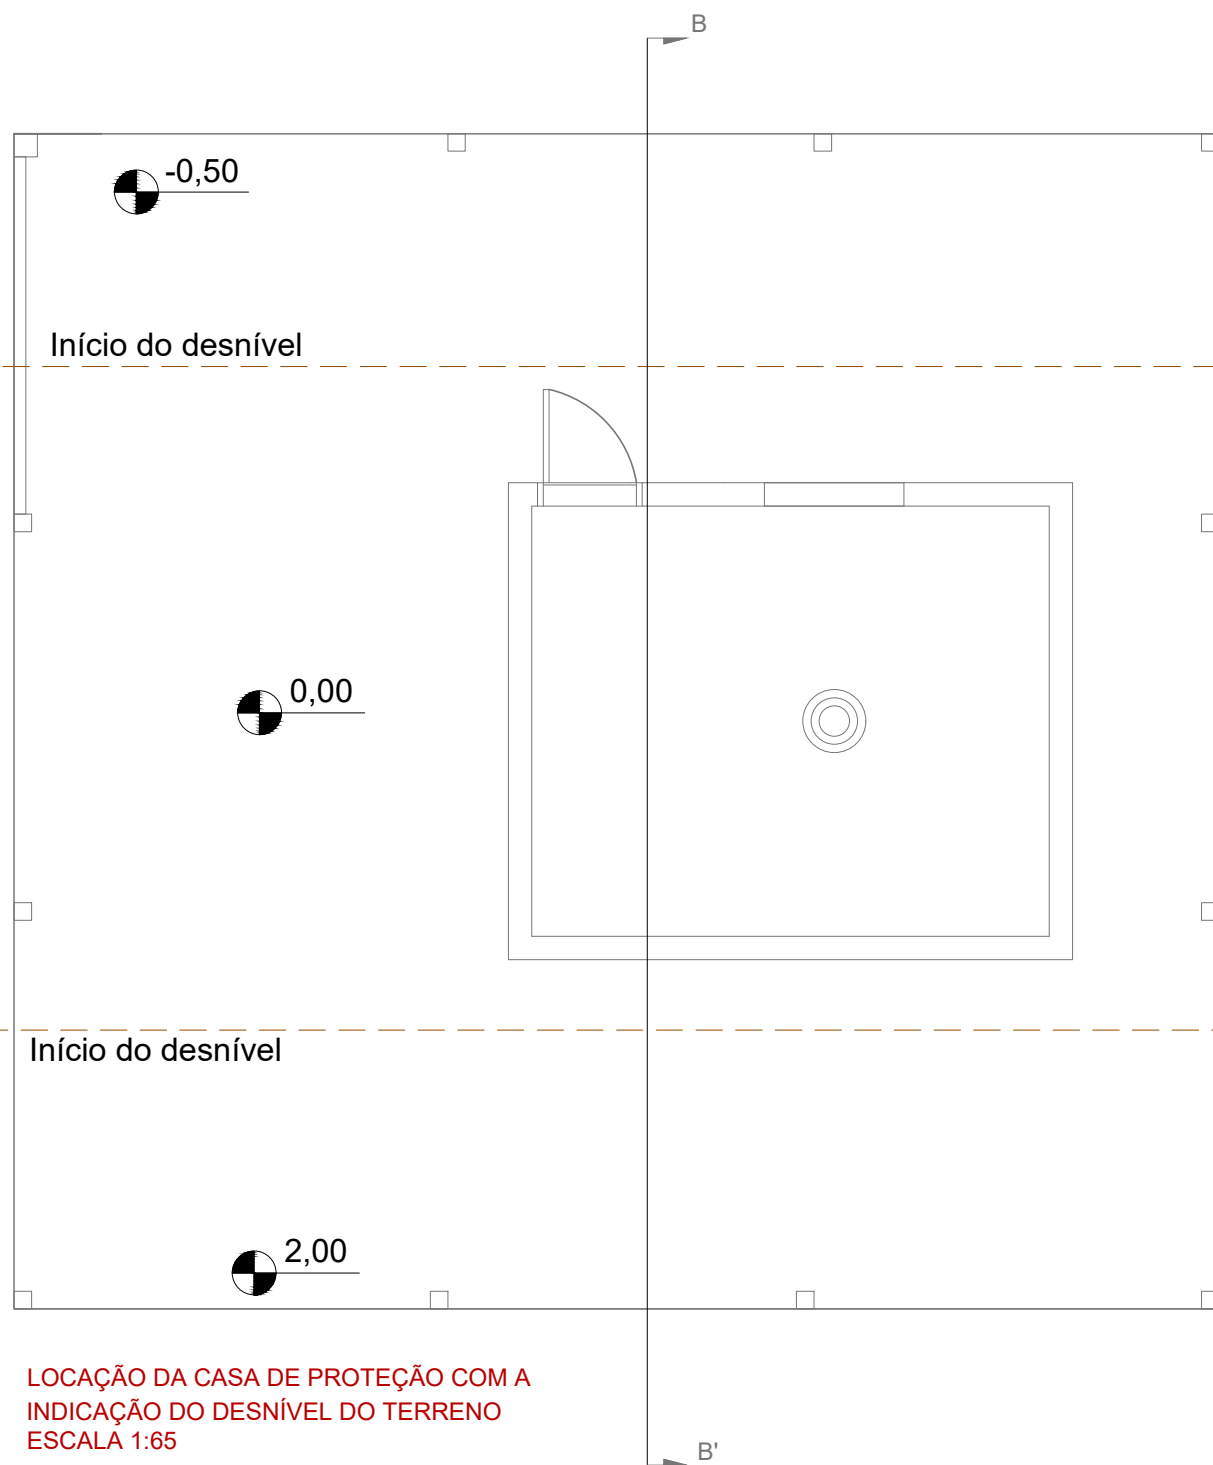 B
-0,50
Início do desnível
0,00
Início do desnível
2,00
LOCAÇÃO DA CASA DE PROTEÇÃO COM A
INDICAÇÃO DO DESNÍVEL DO TERRENO
ESCALA 1:65
B'